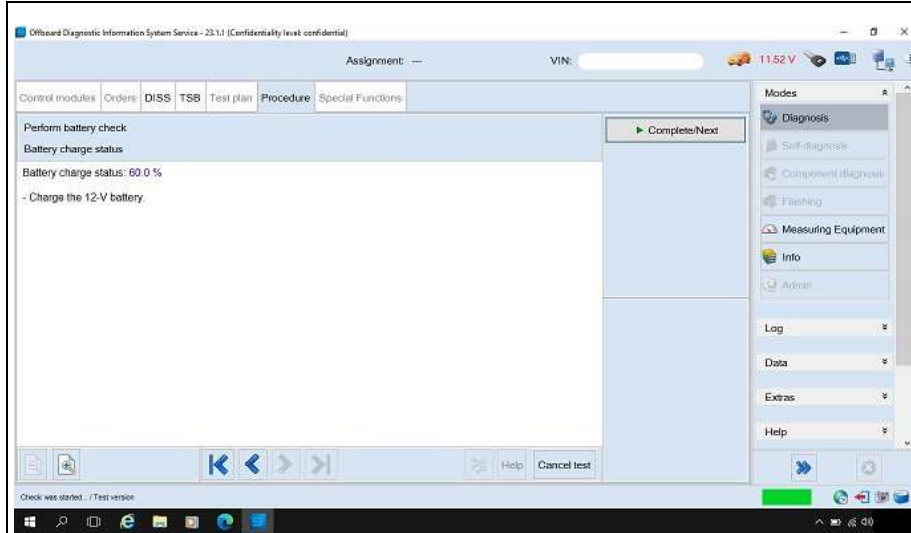 Offboard Diagnostic Information System Service - 23.1.1 (Confidentiality level: confidential)
Assignment: ---
VIN:
11.52 V
Control modules
Orders
DISS
TSB
Test plan
Procedure
Special Functions
Perform battery check
Battery charge status
Battery charge status: 60.0 %
- Charge the 12-V battery.
Complete/Next
Modes
Diagnosis
Self-diagnosis
Component diagnosis
Flashing
Measuring Equipment
Info
Admin
Log
Data
Extras
Help
Help
Cancel test
Check was started... / Test version